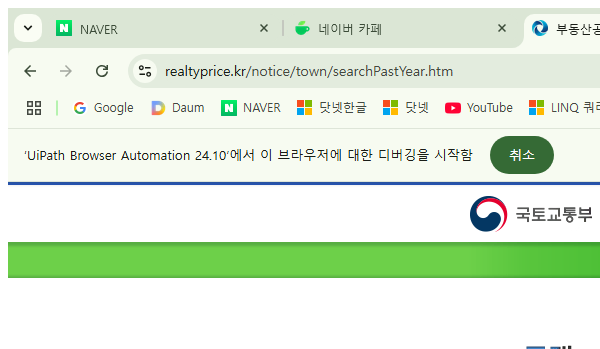 NAVER 네이버 카페 부동산공
realtyprice.kr/notice/town/searchPastYear.htm
Google Daum NAVER 닷넷한글 닷넷 YouTube LINQ 쿼리
'UiPath Browser Automation 24.10'에서 이 브라우저에 대한 디버깅을 시작함 취소
국토교통부